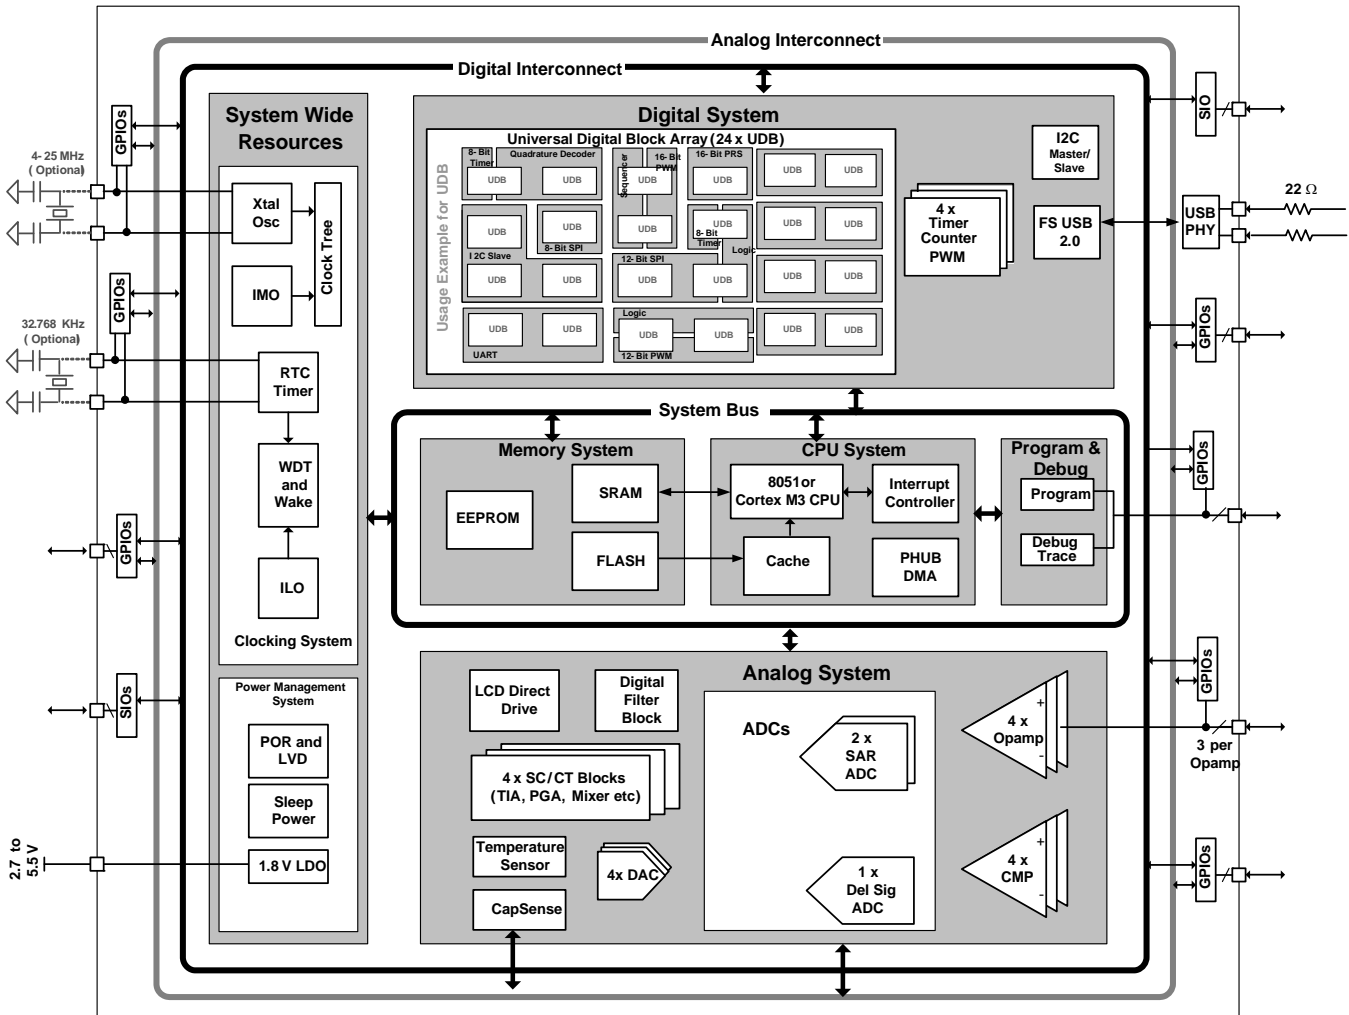 Analog Interconnect
Digital Interconnect
System Wide
Resources
Digital System
Universal Digital Block Array (24 x UDB)
Usage Example for UDB
8- Bit
Timer
Quadrature Decoder
Sequencer
16- Bit
PWM
16- Bit PRS
UDB
UDB
UDB
UDB
UDB
UDB
UDB
UDB
UDB
UDB
UDB
8- Bit
Timer
Logic
I2C Slave
8- Bit SPI
12- Bit SPI
UDB
UDB
UDB
UDB
UDB
UDB
Logic
UDB
UDB
UDB
UDB
UDB
UDB
UART
12- Bit PWM
4 x
Timer
Counter
PWM
I2C
Master/
Slave
FS USB
2.0
USB
PHY
22 Ω
SIO
GPIOs
GPIOs
GPIOs
GPIOs
3 per
Opamp
GPIOs
GPIOs
4- 25 MHz
( Optional)
GPIOs
32.768 KHz
( Optional)
GPIOs
SIOs
2.7 to
5.5 V
Xtal
Osc
Clock Tree
IMO
RTC
Timer
WDT
and
Wake
ILO
Clocking System
Power Management
System
POR and
LVD
Sleep
Power
1.8 V LDO
System Bus
Memory System
EEPROM
SRAM
FLASH
CPU System
8051 or
Cortex M3 CPU
Interrupt
Controller
Cache
PHUB
DMA
Program &
Debug
Program
Debug
Trace
Analog System
LCD Direct
Drive
Digital
Filter
Block
4 x SC/CT Blocks
(TIA, PGA, Mixer etc)
Temperature
Sensor
CapSense
4x DAC
ADCs
2 x
SAR
ADC
1 x
Del Sig
ADC
+
4 x
Opamp
-
+
4 x
CMP
-